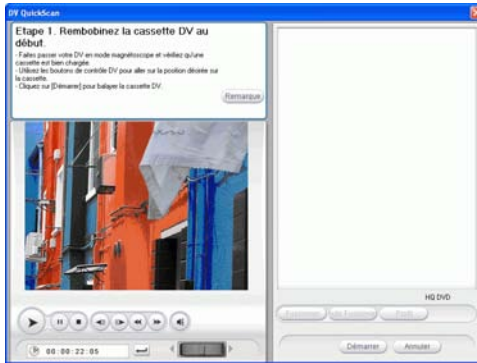 DV QuickScan
Etape 1. Rembobinez la cassette DV au
début.
- Faites passer votre DV en mode magnétoscope et vérifiez qu'une
cassette est bien chargée.
- Utilisez les boutons de contrôle DV pour aller sur la position désirée sur
la cassette.
- Cliquez sur [Démarrer] pour balayer la cassette DV.
Remarque
HQ DVD
00:00:22:05
Démarrer
Annuler